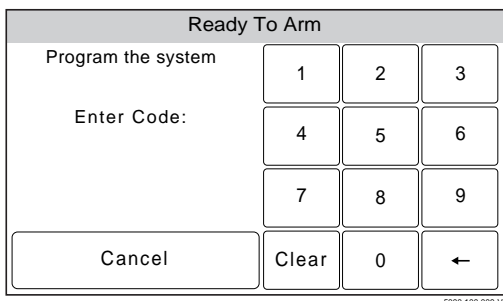 Ready To Arm
Program the system
1 2 3
Enter Code:
4 5 6
7 8 9
Cancel Clear 0 ←